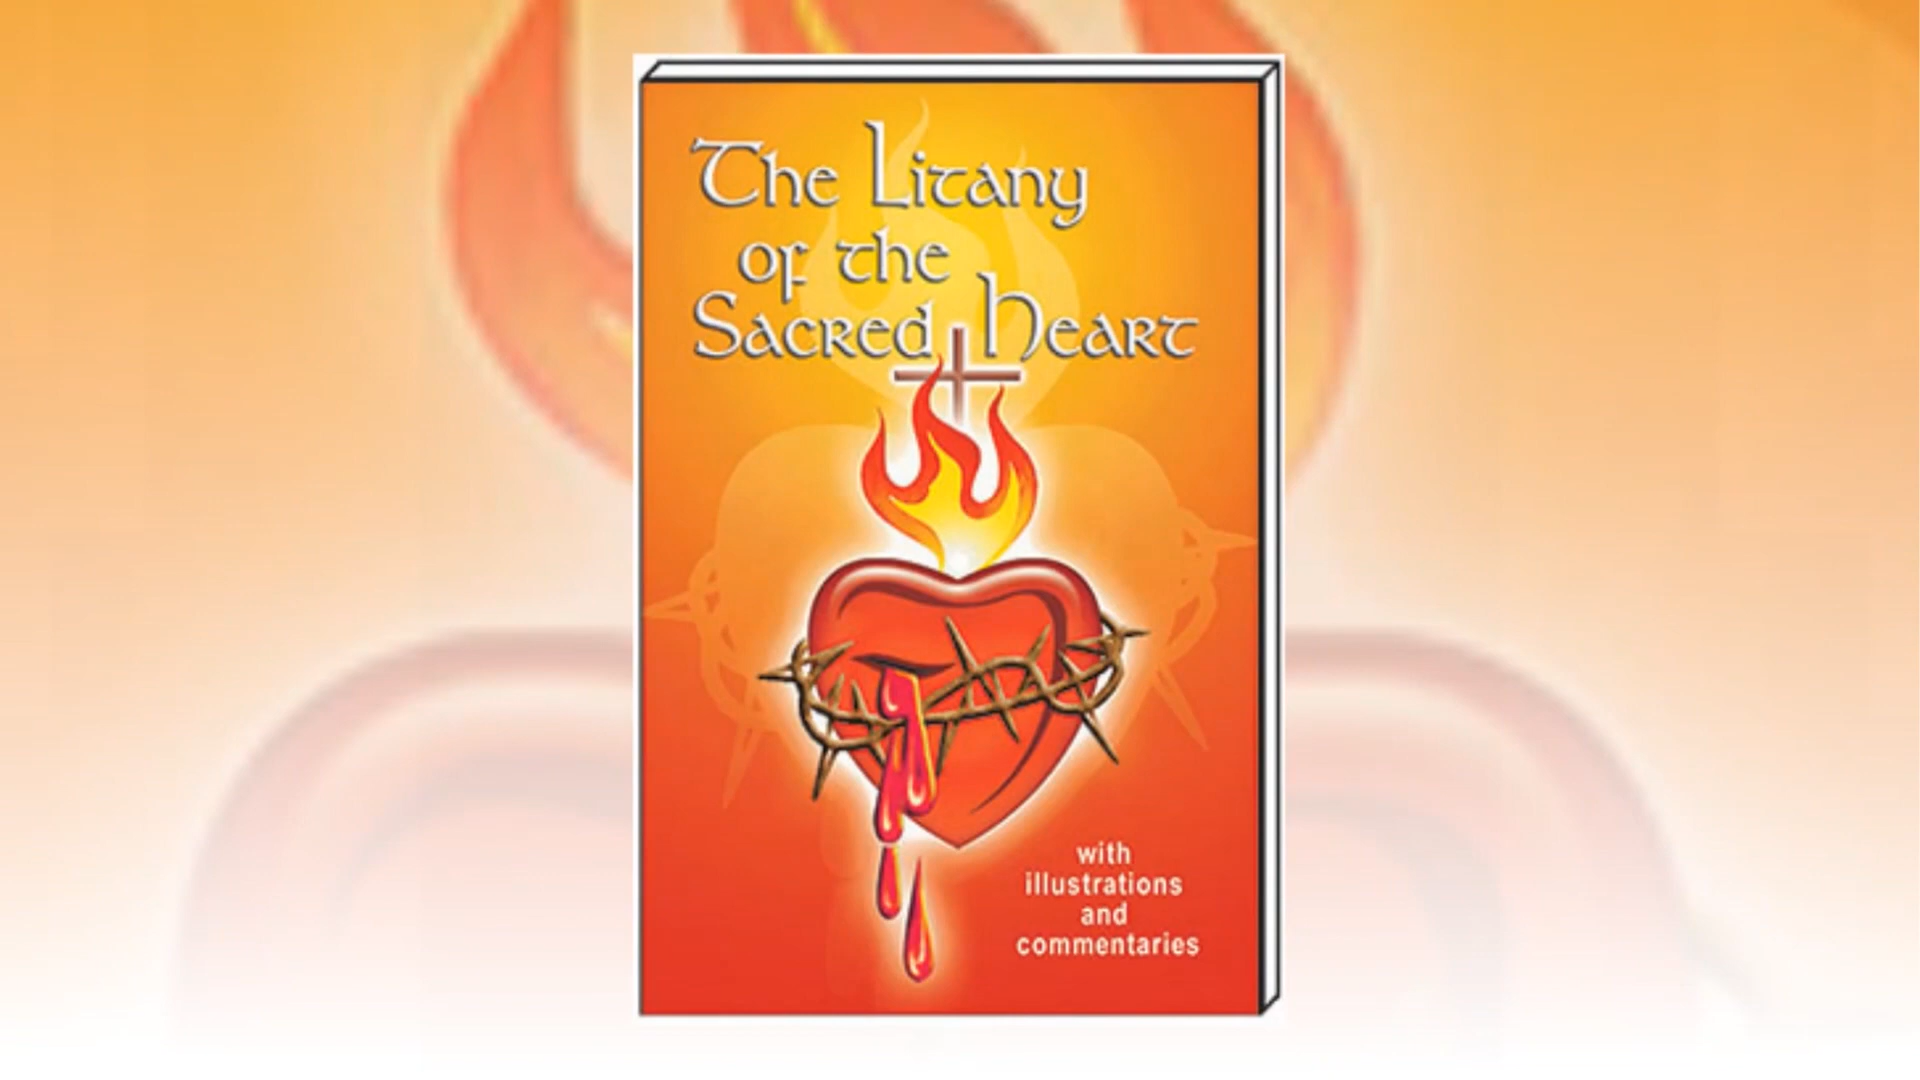 The Litany
of the
Sacred Heart
with
illustrations
and
commentaries